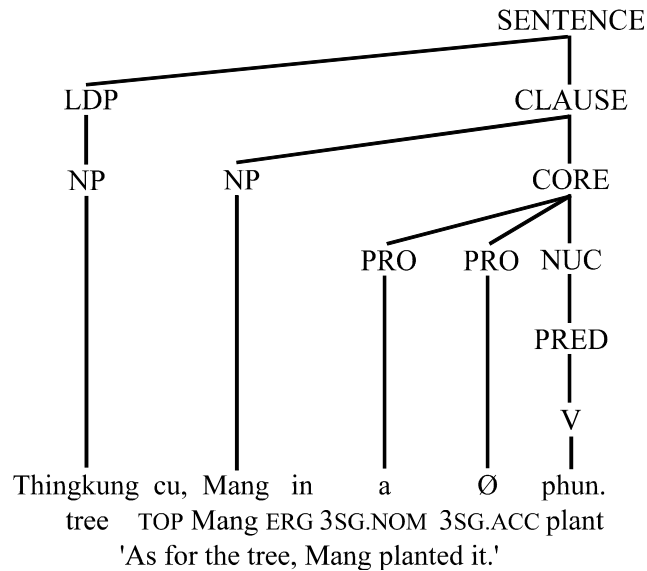 SENTENCE
LDP CLAUSE
NP NP CORE
PRO PRO NUC
PRED
V
Thingkung cu, Mang in a Ø phun.
tree TOP Mang ERG 3SG.NOM 3SG.ACC plant
'As for the tree, Mang planted it.'